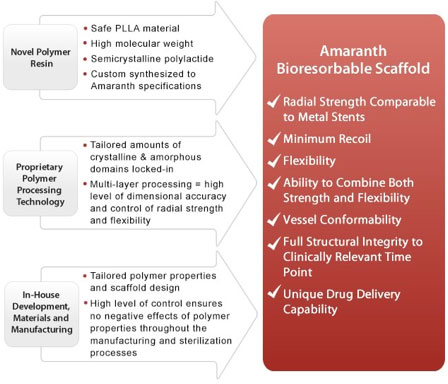 Novel Polymer
Resin
• Safe PLLA material
• High molecular weight
• Semicrystalline polylactide
• Custom synthesized to
Amaranth specifications
Proprietary
Polymer
Processing
Technology
• Tailored amounts of
crystalline & amorphous
domains locked-in
• Multi-layer processing = high
level of dimensional accuracy
and control of radial strength
and flexibility
In-House
Development,
Materials and
Manufacturing
• Tailored polymer properties
and scaffold design
• High level of control ensures
no negative effects of polymer
properties throughout the
manufacturing and sterilization
processes
Amaranth
Bioresorbable Scaffold
✓ Radial Strength Comparable
to Metal Stents
✓ Minimum Recoil
✓ Flexibility
✓ Ability to Combine Both
Strength and Flexibility
✓ Vessel Conformability
✓ Full Structural Integrity to
Clinically Relevant Time
Point
✓ Unique Drug Delivery
Capability